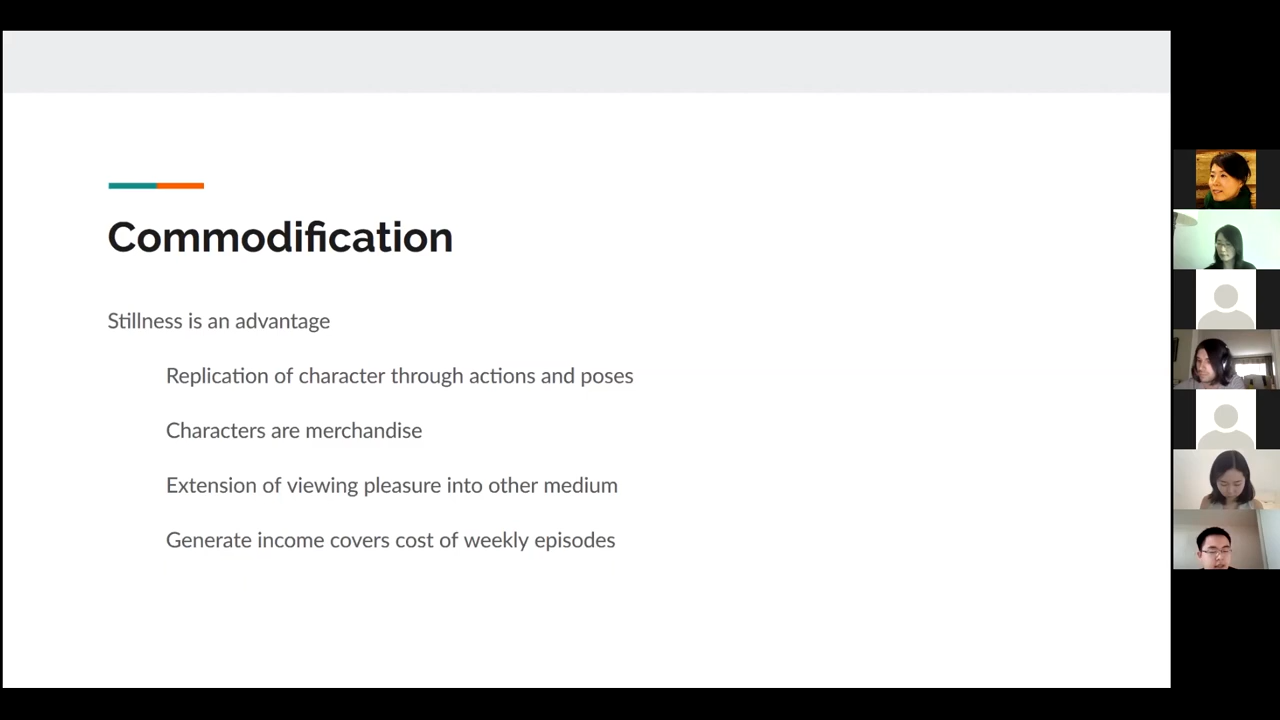 Commodification
Stillness is an advantage
Replication of character through actions and poses
Characters are merchandise
Extension of viewing pleasure into other medium
Generate income covers cost of weekly episodes